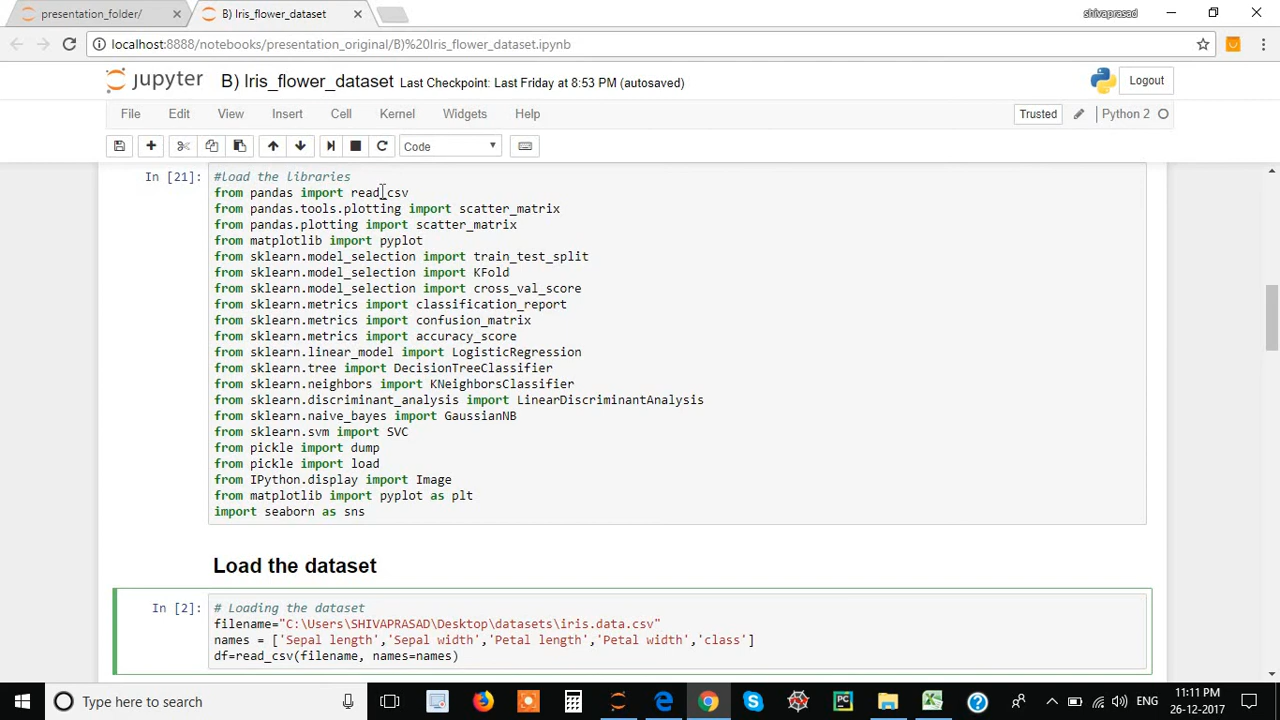 presentation_folder/
B) Iris_flower_dataset
shivaprasad
localhost:8888/notebooks/presentation_original/B)%20Iris_flower_dataset.ipynb
jupyter B) Iris_flower_dataset Last Checkpoint: Last Friday at 8:53 PM (autosaved)
Logout
File Edit View Insert Cell Kernel Widgets Help
Trusted
Python 2
Code
In [21]:
#load the libraries
from pandas import read_csv
from pandas.tools.plotting import scatter_matrix
from pandas.plotting import scatter_matrix
from matplotlib import pyplot
from sklearn.model_selection import train_test_split
from sklearn.model_selection import KFold
from sklearn.model_selection import cross_val_score
from sklearn.metrics import classification_report
from sklearn.metrics import confusion_matrix
from sklearn.metrics import accuracy_score
from sklearn.linear_model import LogisticRegression
from sklearn.tree import DecisionTreeClassifier
from sklearn.neighbors import KNeighborsClassifier
from sklearn.discriminant_analysis import LinearDiscriminantAnalysis
from sklearn.naive_bayes import GaussianNB
from sklearn.svm import SVC
from pickle import dump
from pickle import load
from IPython.display import Image
from matplotlib import pyplot as plt
import seaborn as sns
Load the dataset
In [2]:
# Loading the dataset
filename="C:\Users\SHIVAPRASAD\Desktop\datasets\iris.data.csv"
names = ['Sepal length','Sepal width','Petal length','Petal width','class']
df=read_csv(filename, names=names)
Type here to search
ENG
11:11 PM
26-12-2017